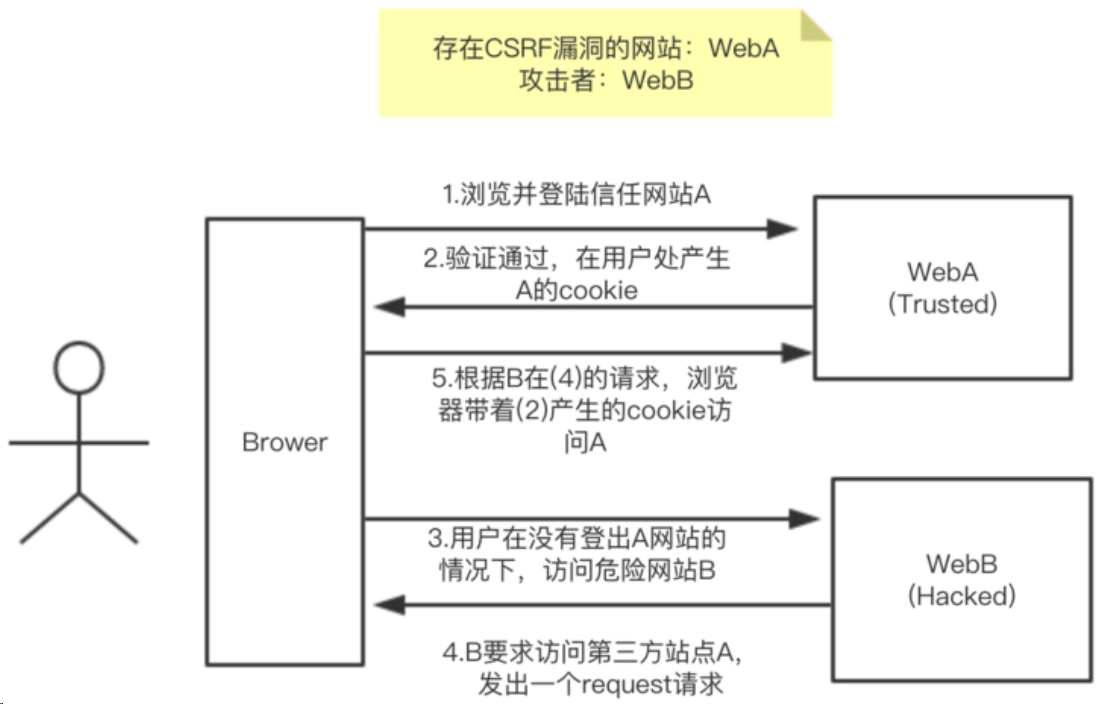 存在CSRF漏洞的网站：WebA
攻击者：WebB
1.浏览并登陆信任网站A
2.验证通过，在用户处产生
A的cookie
WebA
(Trusted)
5.根据B在(4)的请求，浏览
器带着(2)产生的cookie访
问A
Brower
3.用户在没有登出A网站的
情况下，访问危险网站B
WebB
(Hacked)
4.B要求访问第三方站点A，
发出一个request请求